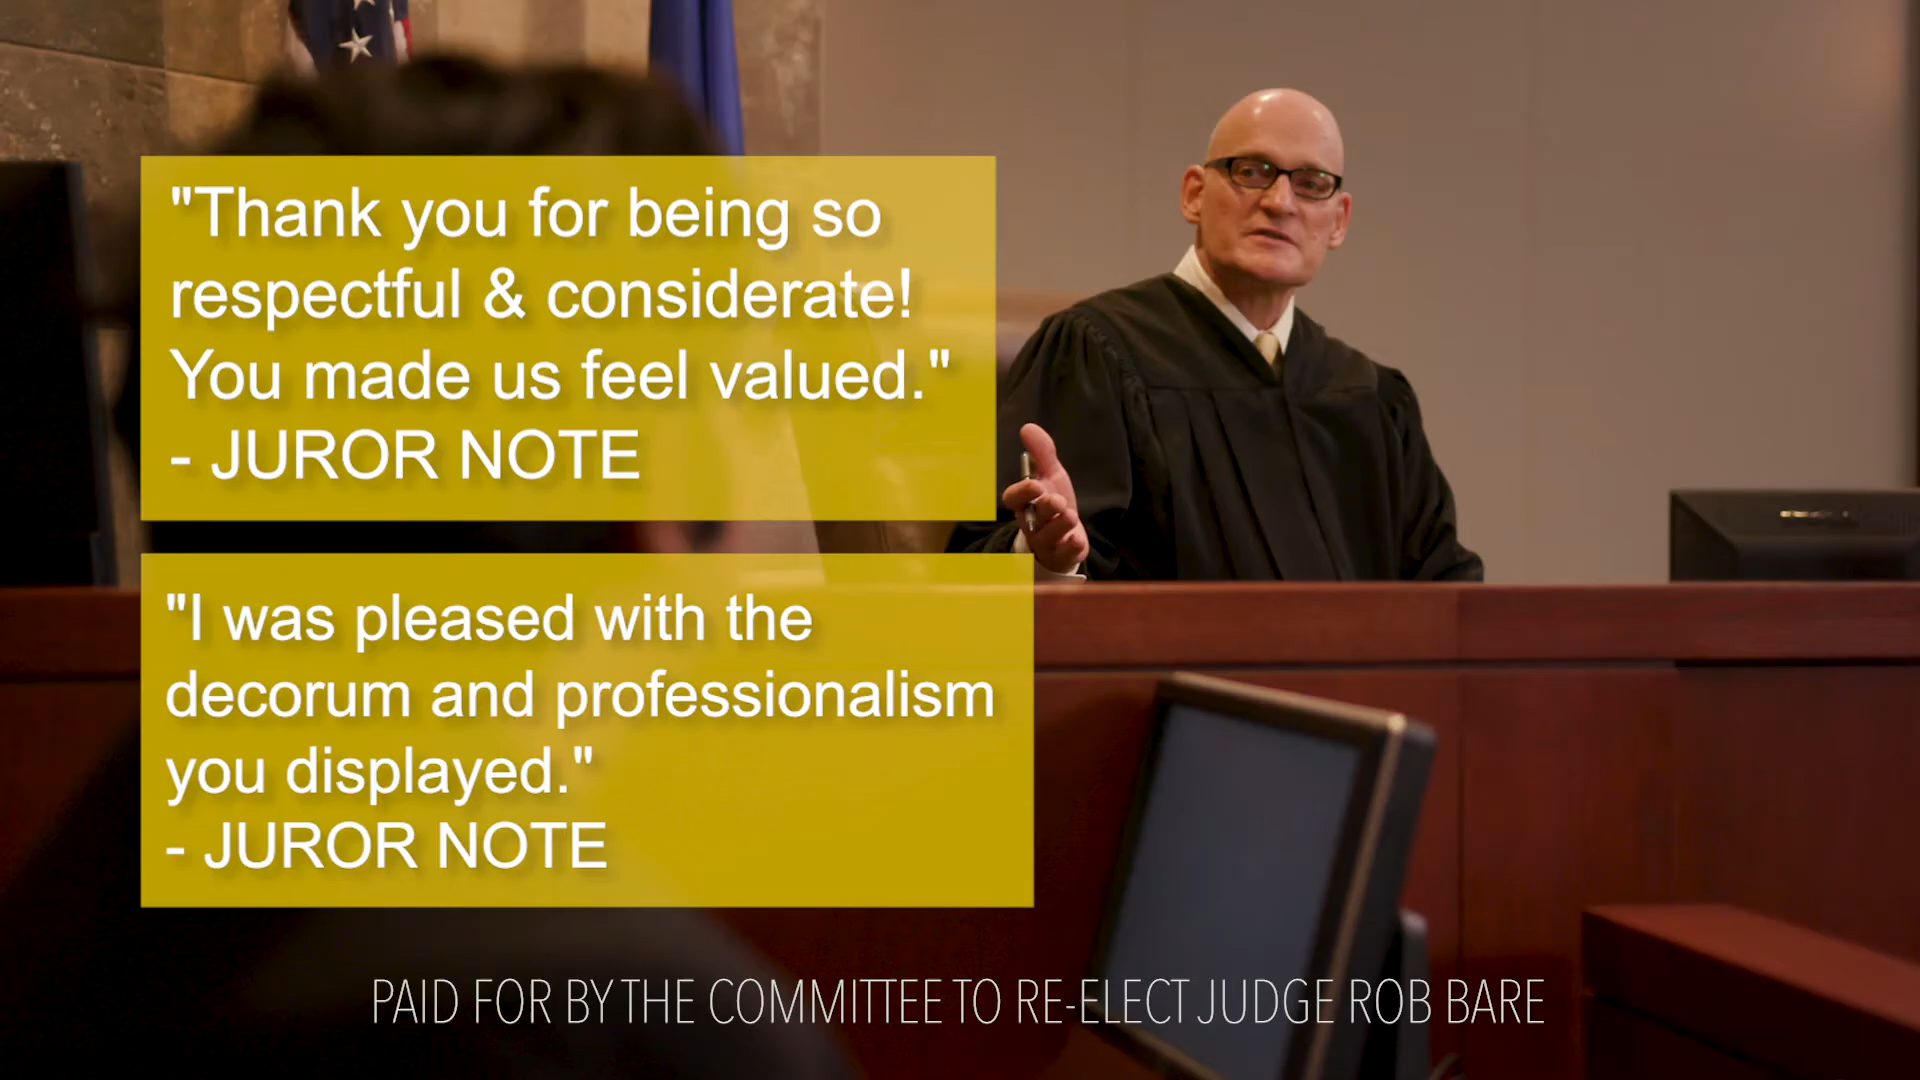 "Thank you for being so
respectful & considerate!
You made us feel valued."
- JUROR NOTE
"I was pleased with the
decorum and professionalism
you displayed."
- JUROR NOTE
PAID FOR BY THE COMMITTEE TO RE-ELECT JUDGE ROB BARE